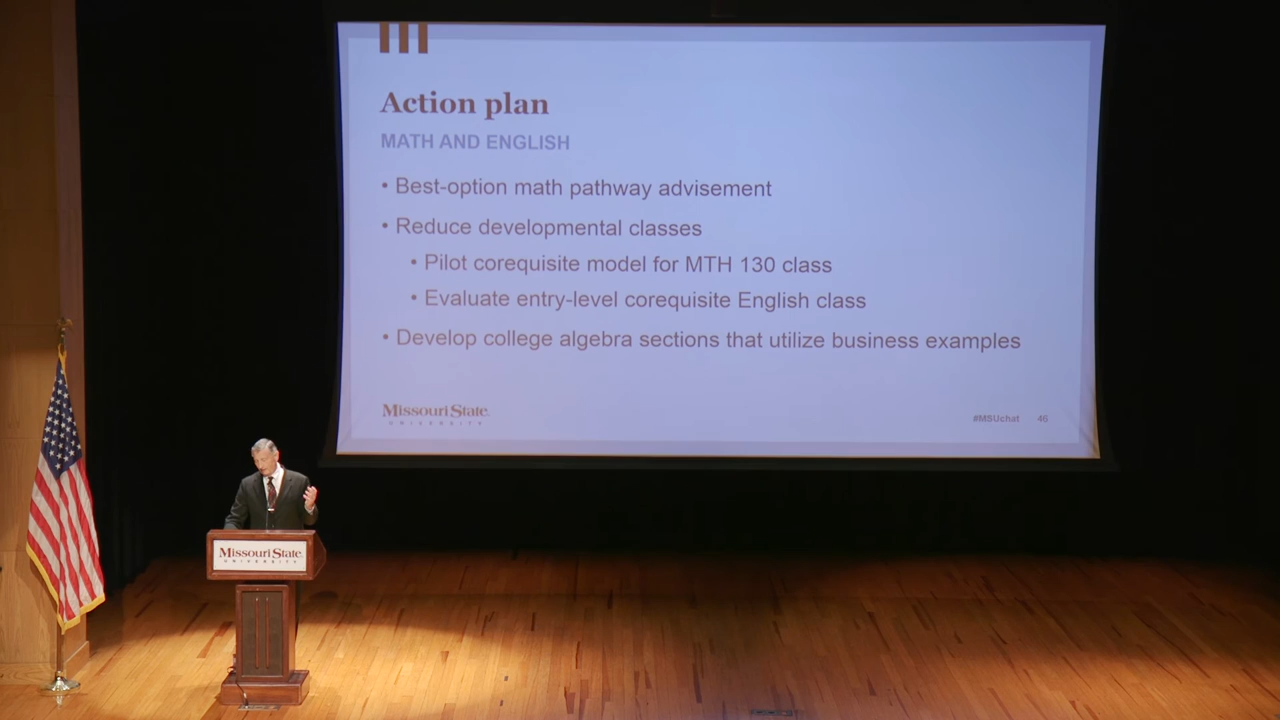 Action plan
MATH AND ENGLISH
• Best-option math pathway advisement
• Reduce developmental classes
• Pilot corequisite model for MTH 130 class
• Evaluate entry-level corequisite English class
• Develop college algebra sections that utilize business examples
Missouri State
UNIVERSITY
#MSUchat 46
Missouri State
UNIVERSITY